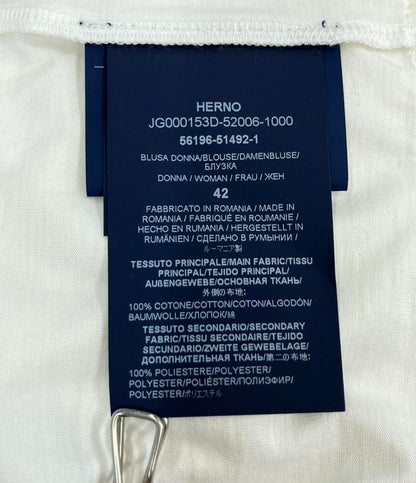 HERNO
JG000153D-52006-1000
56196-51492-1
BLUSA DONNA/BLOUSE/DAMENBLUSE/
БЛУЗКА
DONNA / WOMAN / FRAU / ЖЕН
42
FABBRICATO IN ROMANIA / MADE IN
ROMANIA / FABRIQUÉ EN ROUMANIE /
HECHO EN RUMANIA / HERGESTELLT IN
RUMÄNIEN / СДЕЛАНО В РУМЫНИИ /
ルーマニア製
TESSUTO PRINCIPALE/MAIN FABRIC/TISSU
PRINCIPAL/TEJIDO PRINCIPAL/
AUßENGEWEBE/ОСНОВНАЯ ТКАНЬ/
外側の布地:
100% COTONE/COTTON/COTON/ALGODÓN/
BAUMWOLLE/ХЛОПОК/綿
TESSUTO SECONDARIO/SECONDARY
FABRIC/TISSU SECONDAIRE/TEJIDO
SECUNDARIO/ZWEITE GEWEBELAGE/
ДОПОЛНИТЕЛЬНАЯ ТКАНЬ/第二の布地:
100% POLIESTERE/POLYESTER/
POLYESTER/POLIÉSTER/ПОЛИЭФИР/
POLYESTER/ポリエステル